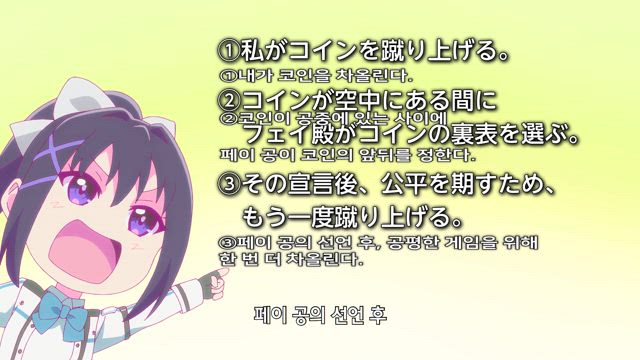 ①私がコインを蹴り上げる。
①내가 코인을 차올린다.
②コインが空中にある間に
②코인이 공중에 있는 사이에
フェイ殿がコインの裏表を選ぶ。
페이 공이 코인의 앞뒤를 정한다.
③その宣言後、公平を期すため、
もう一度蹴り上げる。
③페이 공의 선언 후, 공평한 게임을 위해
한 번 더 차올린다.
페이 공의 선언 후